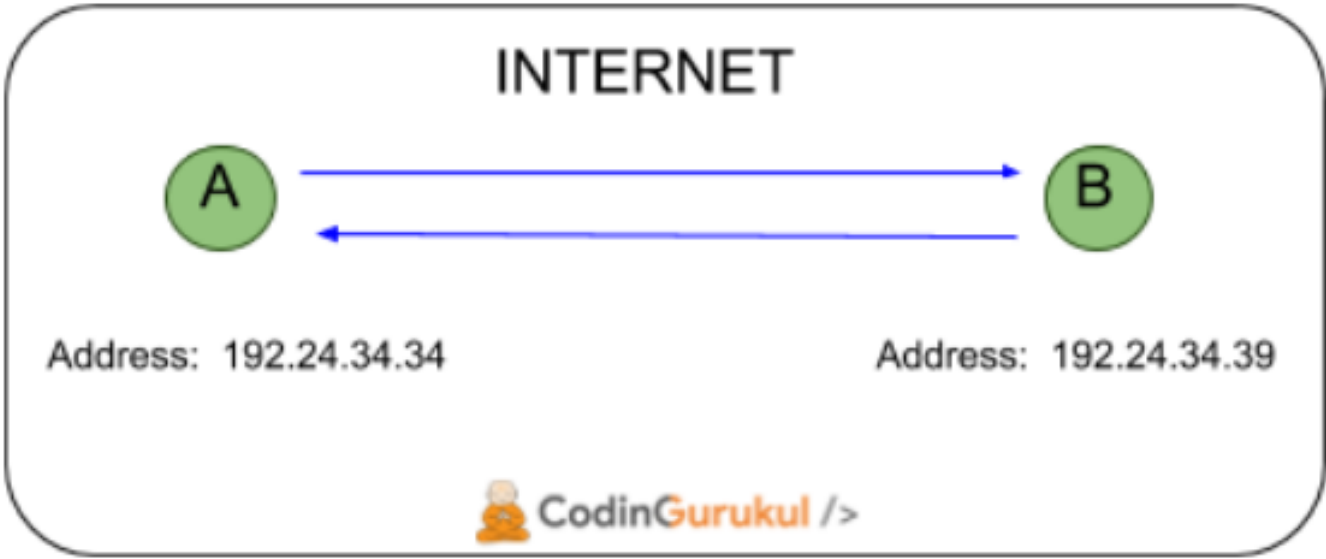 INTERNET
A B
Address: 192.24.34.34 Address: 192.24.34.39
CodinGurukul />